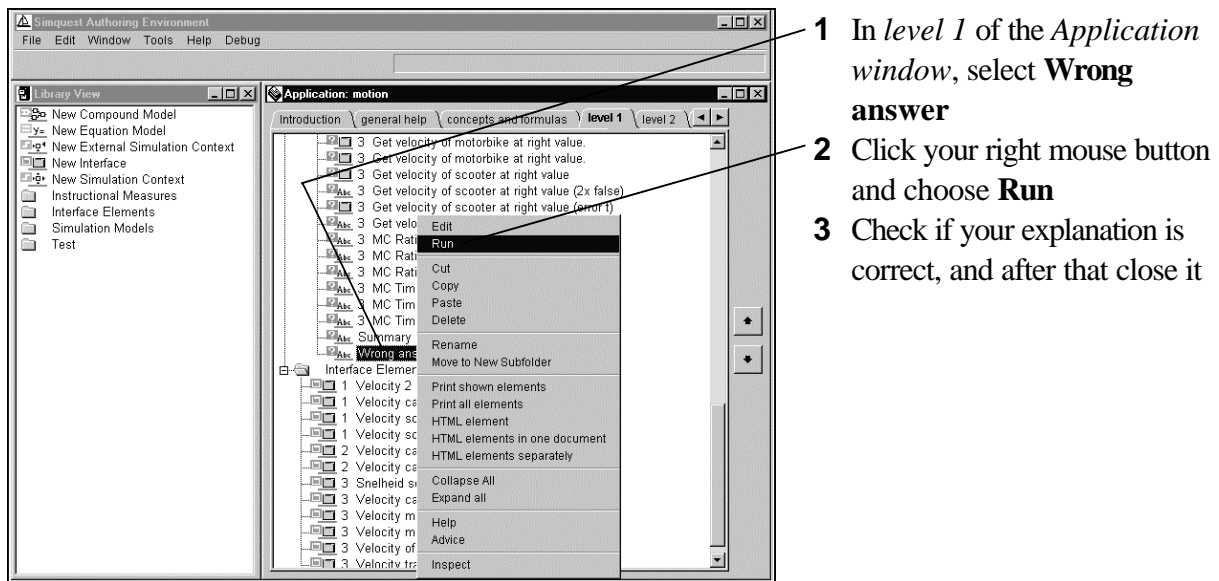 Simquest Authoring Environment
File Edit Window Tools Help Debug
Library View
New Compound Model
New Equation Model
New External Simulation Context
New Interface
New Simulation Context
Instructional Measures
Interface Elements
Simulation Models
Test
Application: motion
Introduction general help concepts and formulas level 1 level 2
3 Get velocity of motorbike at right value.
3 Get velocity of motorbike at right value.
3 Get velocity of scooter at right value
3 Get velocity of scooter at right value (2x false)
3 Get velocity of scooter at right value (error t)
3 Get velo
3 MC Rati
3 MC Rati
3 MC Rati
3 MC Tim
3 MC Tim
3 MC Tim
Summary
Wrong ans
Interface Elemer
1 Velocity 2
1 Velocity ca
1 Velocity sc
1 Velocity sc
2 Velocity ca
2 Velocity ca
3 Snelheid s
3 Velocity ca
3 Velocity m
3 Velocity m
3 Velocity of
3 Velocity tra
Edit
Run
Cut
Copy
Paste
Delete
Rename
Move to New Subfolder
Print shown elements
Print all elements
HTML element
HTML elements in one document
HTML elements separately
Collapse All
Expand all
Help
Advice
Inspect
1 In level 1 of the Application
window, select Wrong
answer
2 Click your right mouse button
and choose Run
3 Check if your explanation is
correct, and after that close it